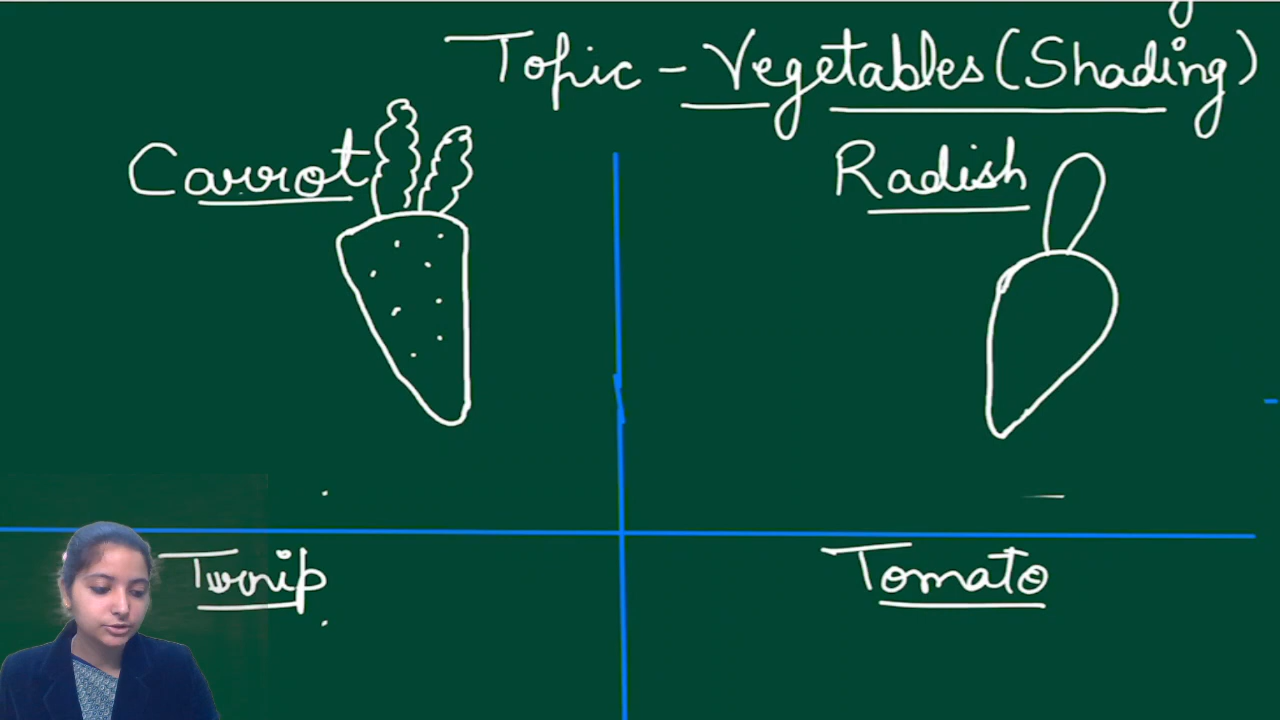 Topic - Vegetables (Shading)
Carrot
Radish
Turnip
Tomato